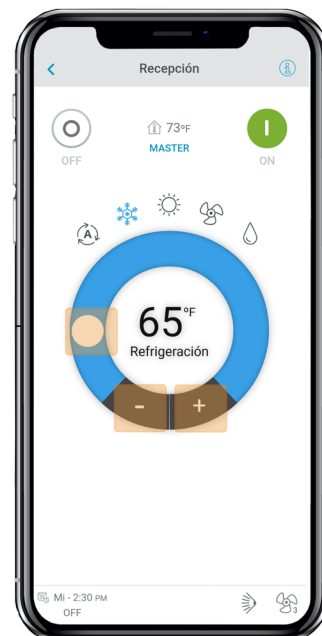 Recepción
73°F
MASTER
OFF
ON
A
65°F
Refrigeración
- +
Mi - 2:30 PM
OFF
3